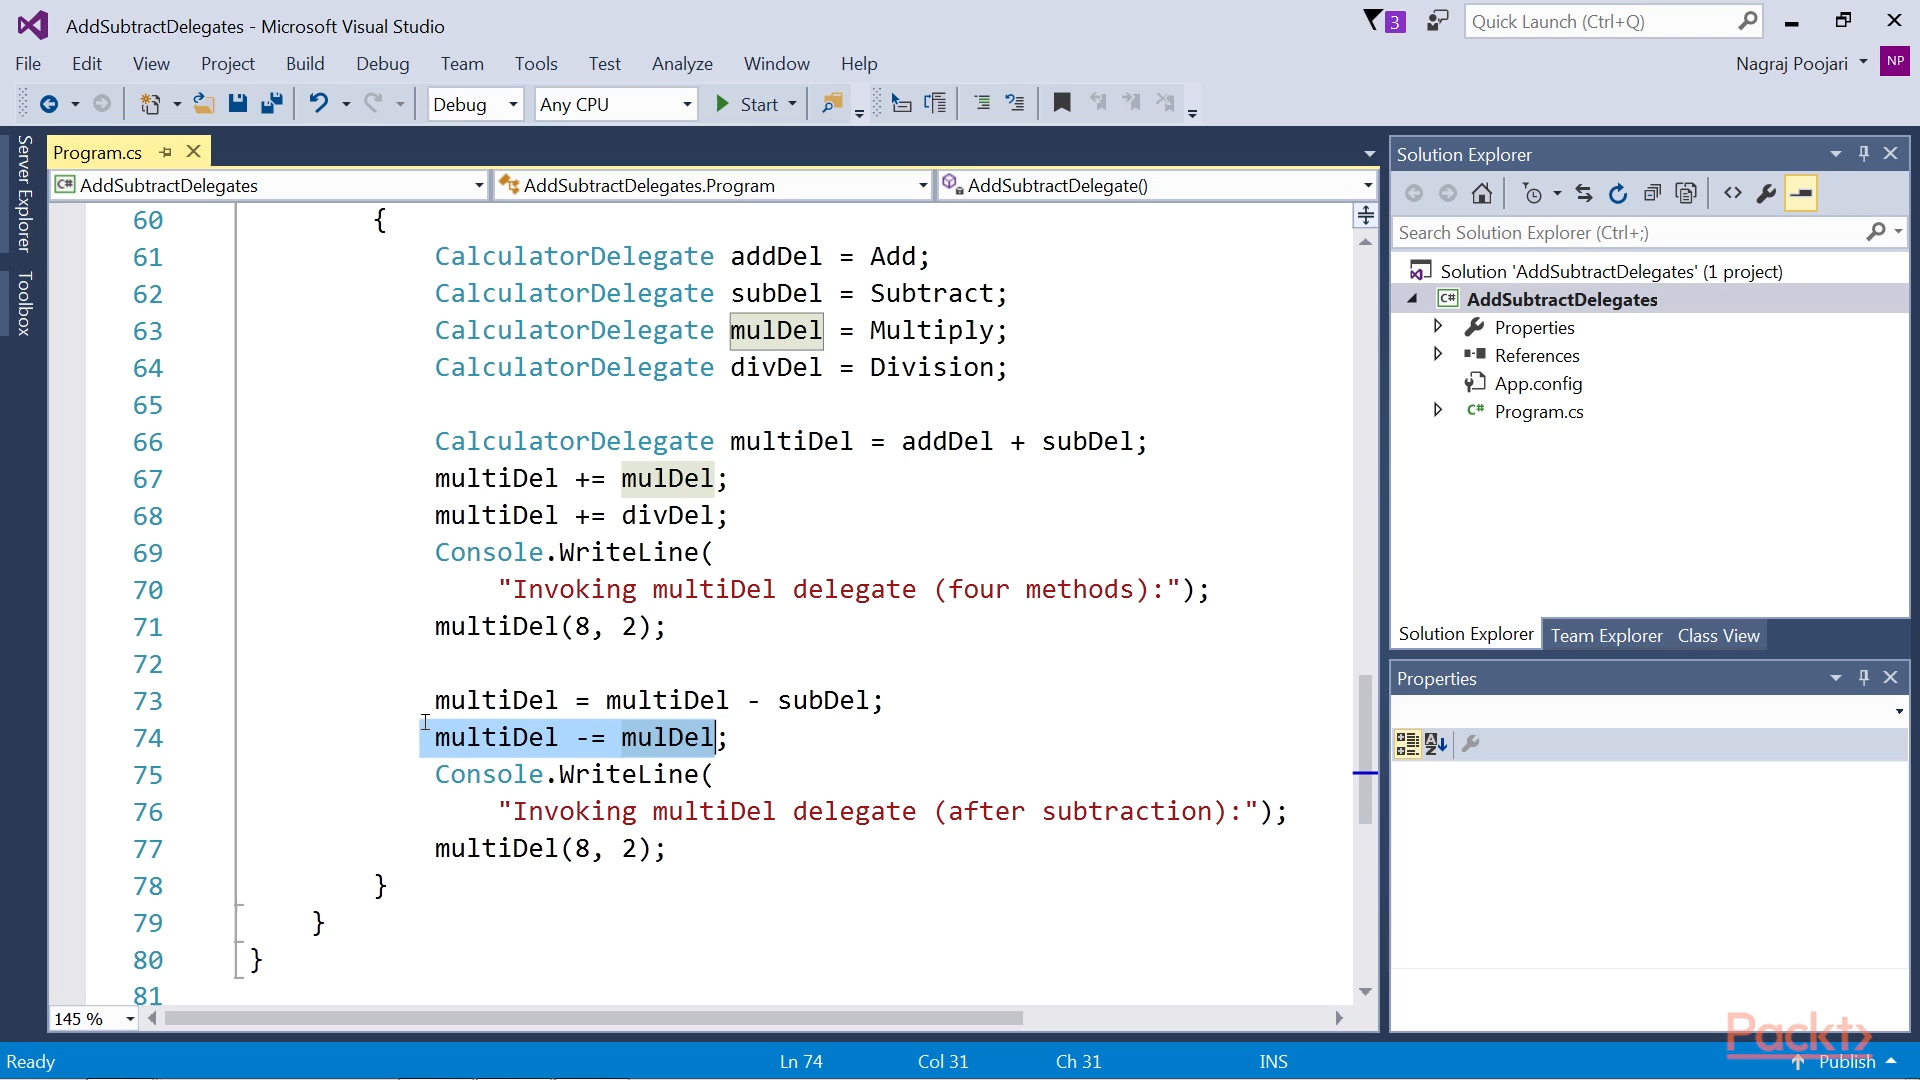 AddSubtractDelegates - Microsoft Visual Studio
3
Quick Launch (Ctrl+Q)
File Edit View Project Build Debug Team Tools Test Analyze Window Help
Nagraj Poojari NP
Debug Any CPU Start
Server Explorer
Toolbox
Program.cs
C# AddSubtractDelegates AddSubtractDelegates.Program AddSubtractDelegate()
60 {
61 CalculatorDelegate addDel = Add;
62 CalculatorDelegate subDel = Subtract;
63 CalculatorDelegate mulDel = Multiply;
64 CalculatorDelegate divDel = Division;
65
66 CalculatorDelegate multiDel = addDel + subDel;
67 multiDel += mulDel;
68 multiDel += divDel;
69 Console.WriteLine(
70 "Invoking multiDel delegate (four methods):");
71 multiDel(8, 2);
72
73 multiDel = multiDel - subDel;
74 multiDel -= mulDel;
75 Console.WriteLine(
76 "Invoking multiDel delegate (after subtraction):");
77 multiDel(8, 2);
78 }
79 }
80 }
81
145 %
Solution Explorer
Search Solution Explorer (Ctrl+;)
Solution 'AddSubtractDelegates' (1 project)
C# AddSubtractDelegates
Properties
References
App.config
C# Program.cs
Solution Explorer Team Explorer Class View
Properties
Packt
Ready Ln 74 Col 31 Ch 31 INS Publish